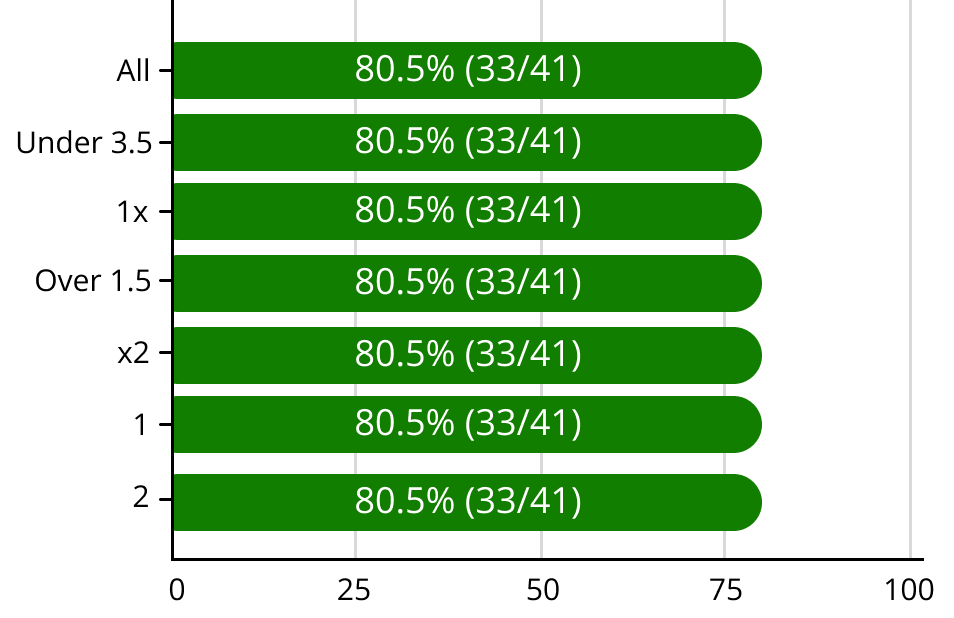 All 80.5% (33/41)
Under 3.5 80.5% (33/41)
1x 80.5% (33/41)
Over 1.5 80.5% (33/41)
x2 80.5% (33/41)
1 80.5% (33/41)
2 80.5% (33/41)
0 25 50 75 100